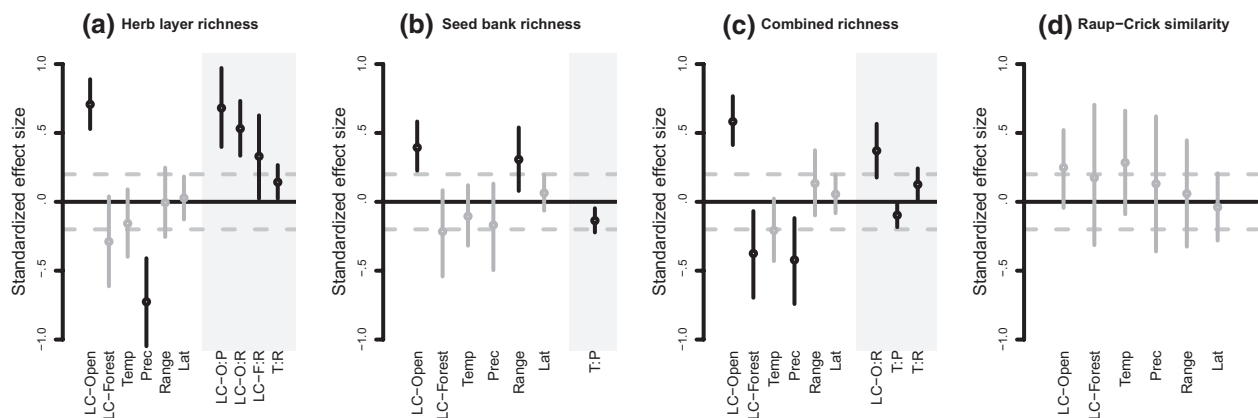 (a) Herb layer richness
Standardized effect size
1.0
.5
.0
−.5
−1.0
LC−Open
LC−Forest
Temp
Prec
Range
Lat
LC−O:P
LC−O:R
LC−F:R
T:R
(b) Seed bank richness
Standardized effect size
1.0
.5
.0
−.5
−1.0
LC−Open
LC−Forest
Temp
Prec
Range
Lat
T:P
(c) Combined richness
Standardized effect size
1.0
.5
.0
−.5
−1.0
LC−Open
LC−Forest
Temp
Prec
Range
Lat
LC−O:R
T:P
T:R
(d) Raup−Crick similarity
Standardized effect size
1.0
.5
.0
−.5
−1.0
LC−Open
LC−Forest
Temp
Prec
Range
Lat